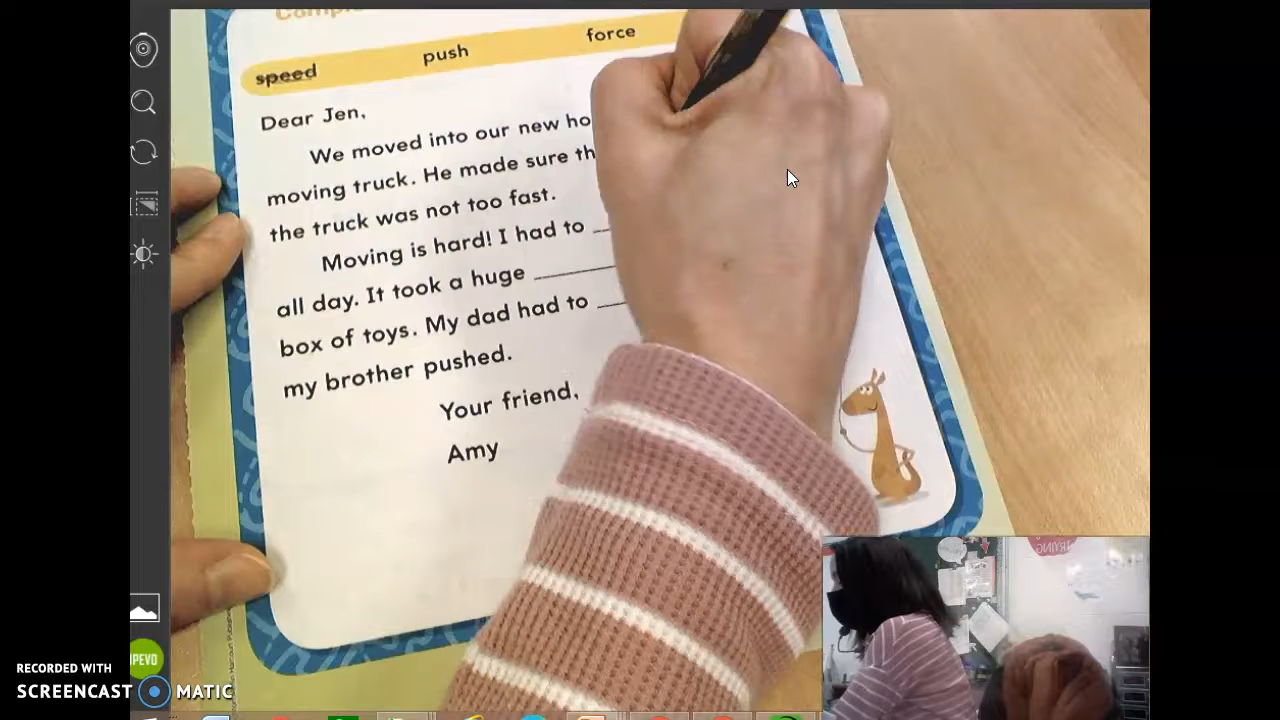 speed push force
Dear Jen,
We moved into our new
moving truck. He made sure
the truck was not too fast.
Moving is hard! I had to
all day. It took a huge
box of toys. My dad had to
my brother pushed.
Your friend,
Amy
RECORDED WITH
SCREENCAST MATIC